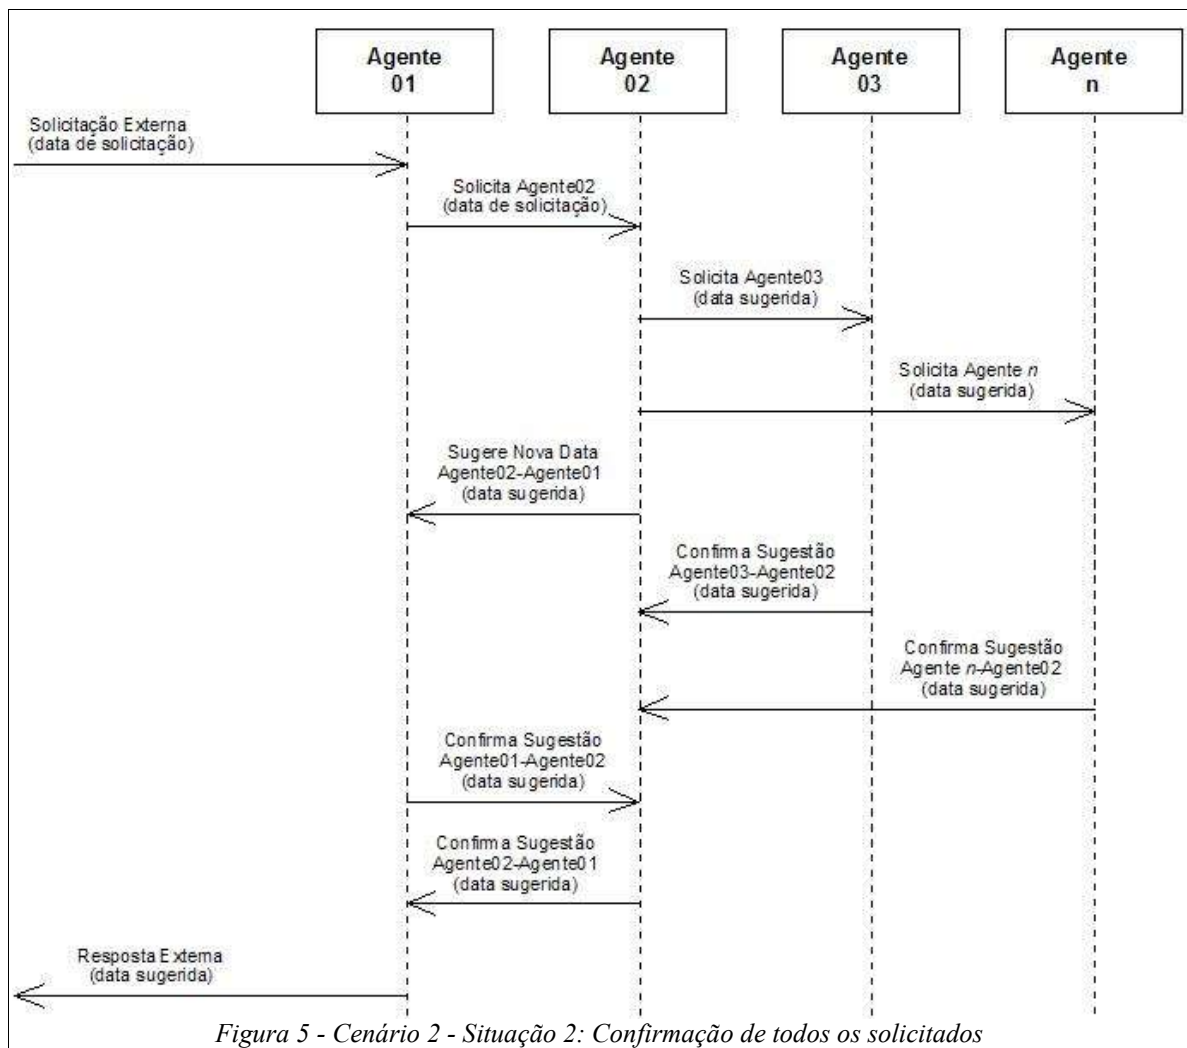 Agente
01
Agente
02
Agente
03
Agente
n
Solicitação Externa
(data de solicitação)
Solicita Agente02
(data de solicitação)
Solicita Agente03
(data sugerida)
Solicita Agente n
(data sugerida)
Sugere Nova Data
Agente02-Agente01
(data sugerida)
Confirma Sugestão
Agente03-Agente02
(data sugerida)
Confirma Sugestão
Agente n-Agente02
(data sugerida)
Confirma Sugestão
Agente01-Agente02
(data sugerida)
Confirma Sugestão
Agente02-Agente01
(data sugerida)
Resposta Externa
(data sugerida)
Figura 5 - Cenário 2 - Situação 2: Confirmação de todos os solicitados